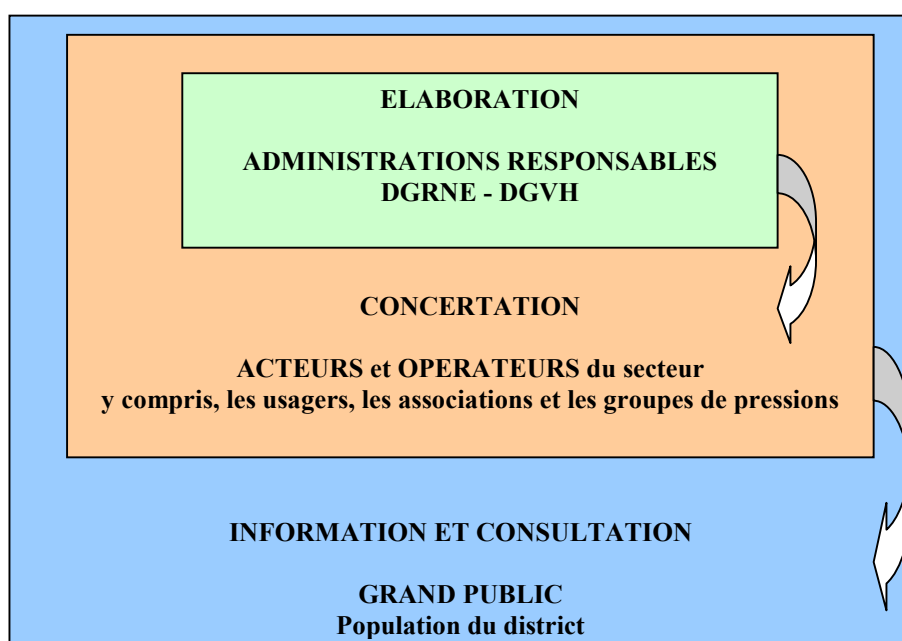 ELABORATION
ADMINISTRATIONS RESPONSABLES
DGRNE - DGVH
CONCERTATION
ACTEURS et OPERATEURS du secteur
y compris, les usagers, les associations et les groupes de pressions
INFORMATION ET CONSULTATION
GRAND PUBLIC
Population du district